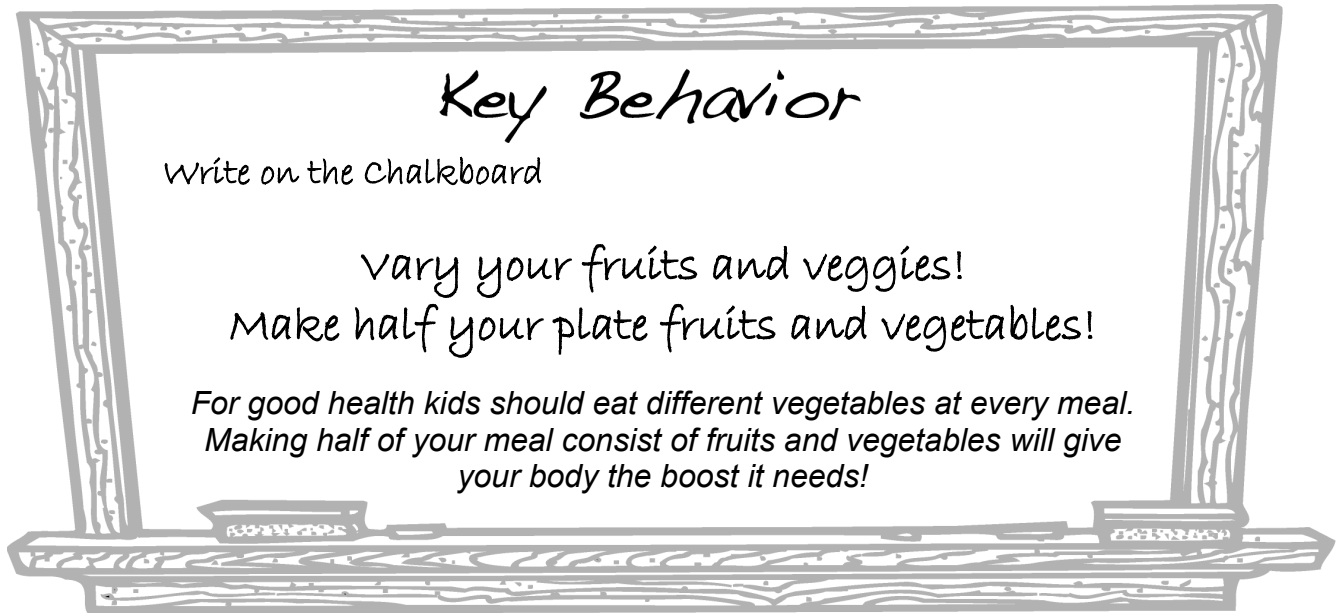 Key Behavior
Write on the Chalkboard
Vary your fruits and veggies!
Make half your plate fruits and vegetables!
For good health kids should eat different vegetables at every meal.
Making half of your meal consist of fruits and vegetables will give
your body the boost it needs!